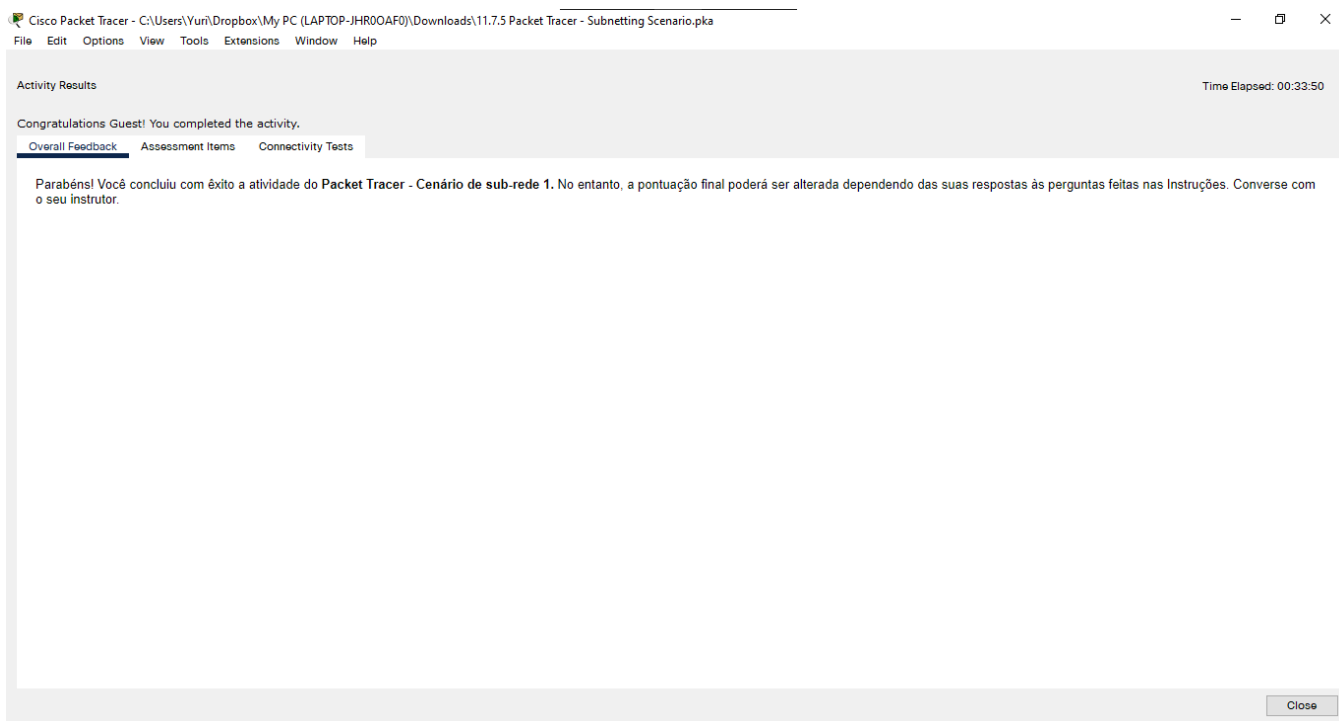 Cisco Packet Tracer - C:\Users\Yuri\Dropbox\My PC (LAPTOP-JHR0OAF0)\Downloads\11.7.5 Packet Tracer - Subnetting Scenario.pka
File Edit Options View Tools Extensions Window Help
Activity Results
Time Elapsed: 00:33:50
Congratulations Guest! You completed the activity.
Overall Feedback Assessment Items Connectivity Tests
Parabéns! Você concluiu com êxito a atividade do Packet Tracer - Cenário de sub-rede 1. No entanto, a pontuação final poderá ser alterada dependendo das suas respostas às perguntas feitas nas Instruções. Converse com
o seu instrutor.
Close